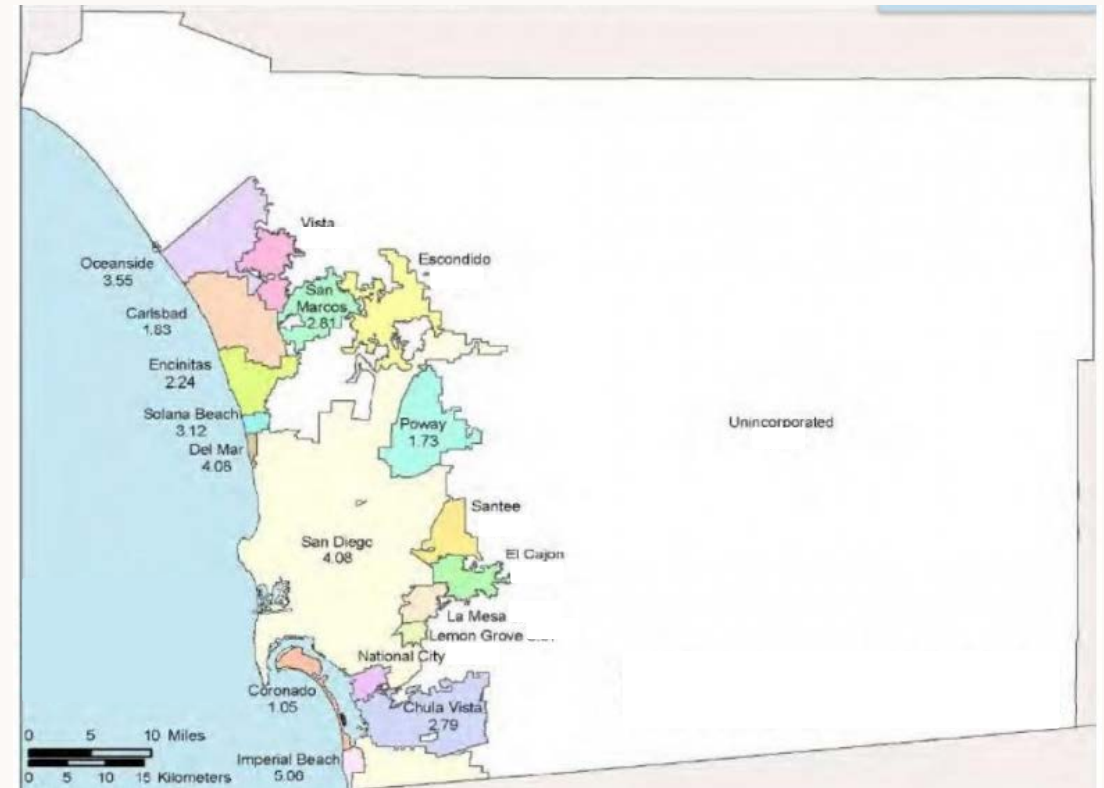 Vista
Oceanside
3.55
Escondido
San
Marcos
2.81
Carlsbad
1.83
Encinitas
2.24
Solana Beach
3.12
Poway
1.73
Unincorporated
Del Mar
4.08
Santee
San Diego
4.08
El Cajon
La Mesa
Lemon Grove
National City
Coronado
1.05
Chula Vista
2.79
0 5 10 Miles
Imperial Beach
5.06
0 5 10 15 Kilometers